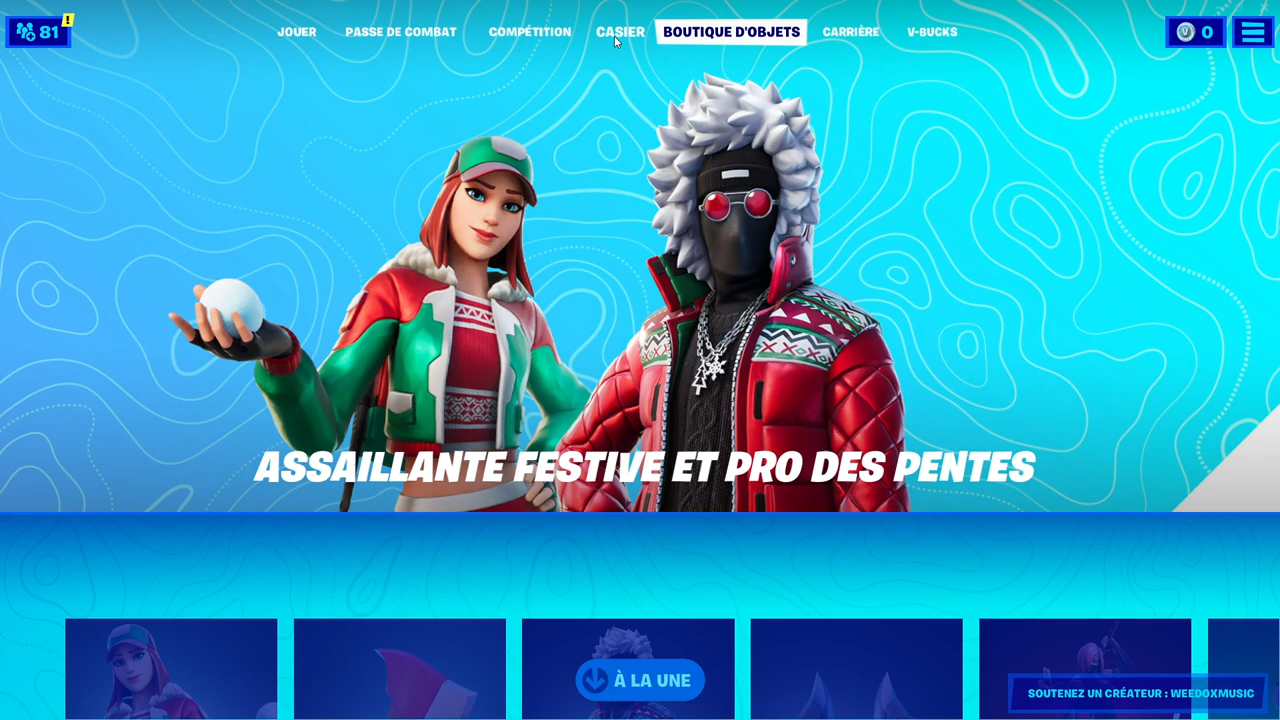 81 !
JOUER PASSE DE COMBAT COMPÉTITION CASIER BOUTIQUE D'OBJETS CARRIÈRE V-BUCKS
V 0
ASSAILLANTE FESTIVE ET PRO DES PENTES
À LA UNE
SOUTENEZ UN CRÉATEUR : WEEDOXMUSIC